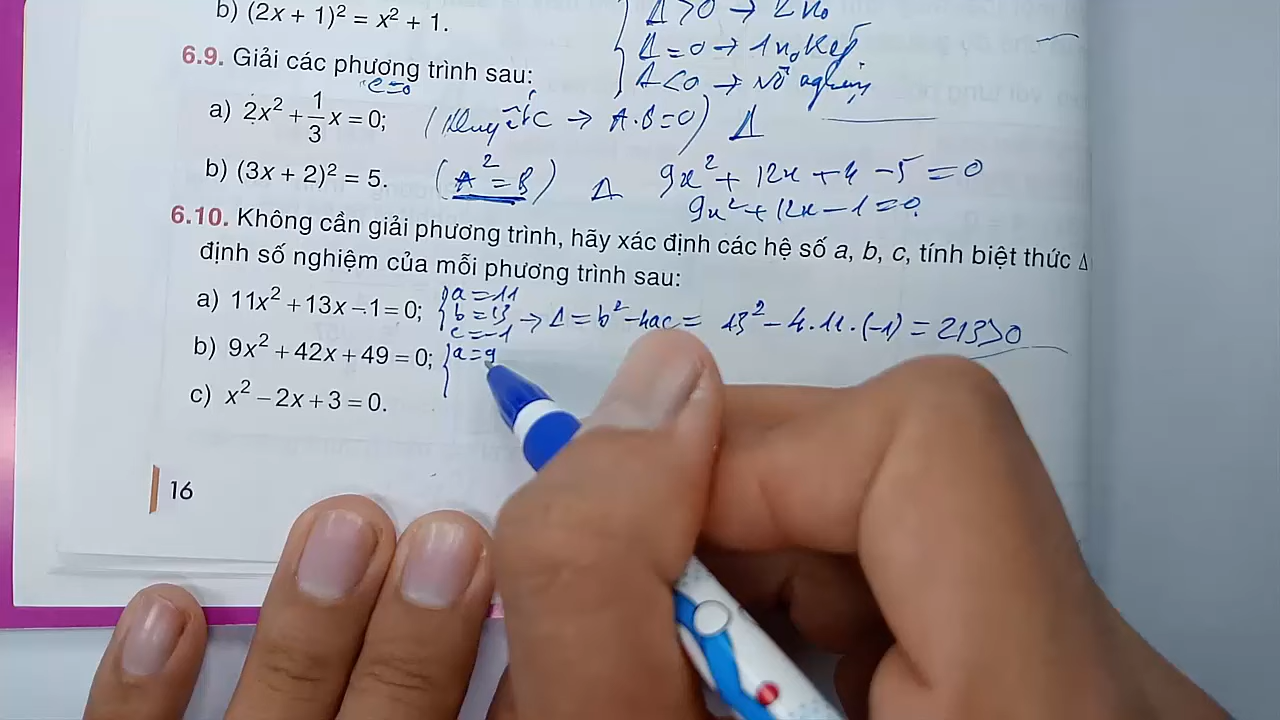 b) (2x + 1)² = x² + 1.
Δ > 0 → 2 n₀
Δ = 0 → 1 n₀ Kép
Δ < 0 → Vô nghiệm
6.9. Giải các phương trình sau:
c=0
a) 2x² + 1/3 x = 0; (Khuyết C → A.B=0) Δ
b) (3x + 2)² = 5. (A² = B) Δ 9x² + 12x + 4 - 5 = 0
9x² + 12x - 1 = 0
6.10. Không cần giải phương trình, hãy xác định các hệ số a, b, c, tính biệt thức Δ
định số nghiệm của mỗi phương trình sau:
a) 11x² + 13x - 1 = 0; { a = 11 b = 13 c = -1 → Δ = b² - 4ac = 13² - 4.11.(-1) = 213 > 0
b) 9x² + 42x + 49 = 0; { a = 9
c) x² - 2x + 3 = 0.
16